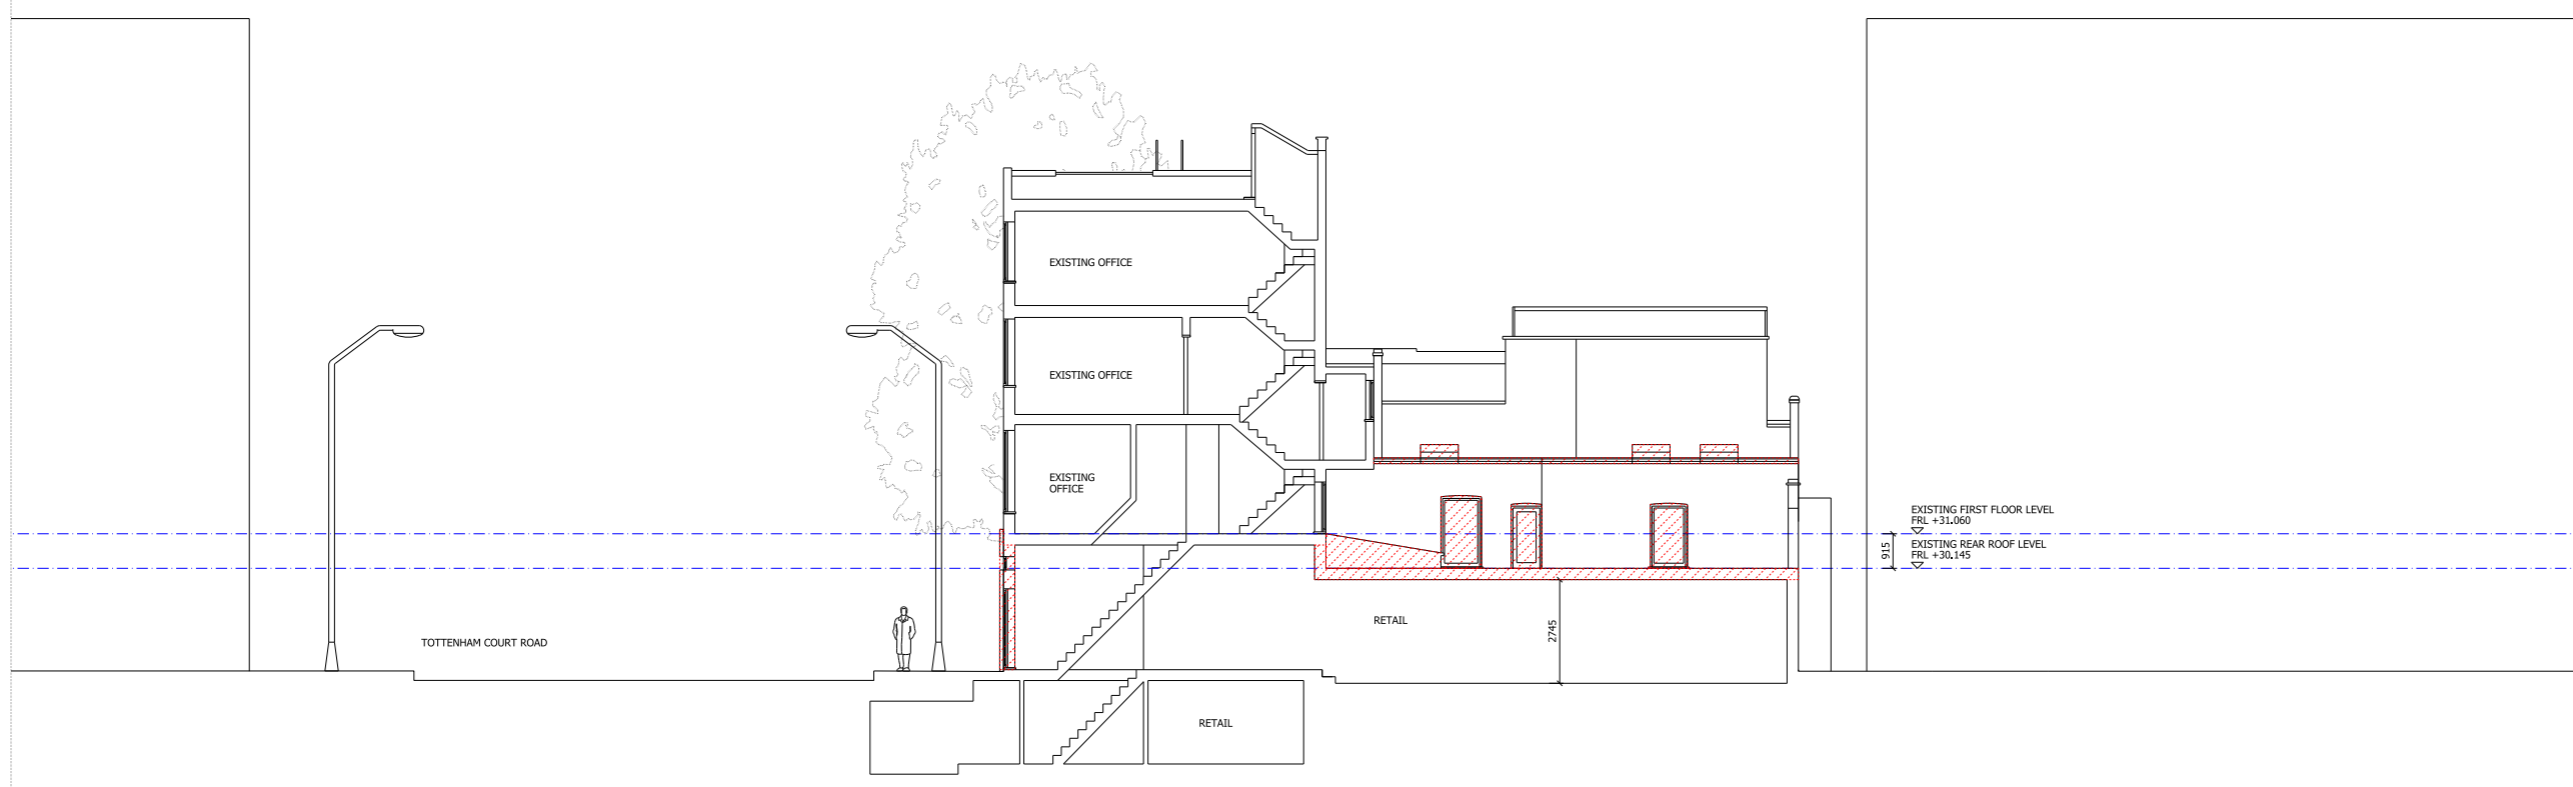 EXISTING OFFICE
EXISTING OFFICE
EXISTING
OFFICE
EXISTING FIRST FLOOR LEVEL
FRL +31.060
915
EXISTING REAR ROOF LEVEL
FRL +30.145
TOTTENHAM COURT ROAD
RETAIL
2745
RETAIL